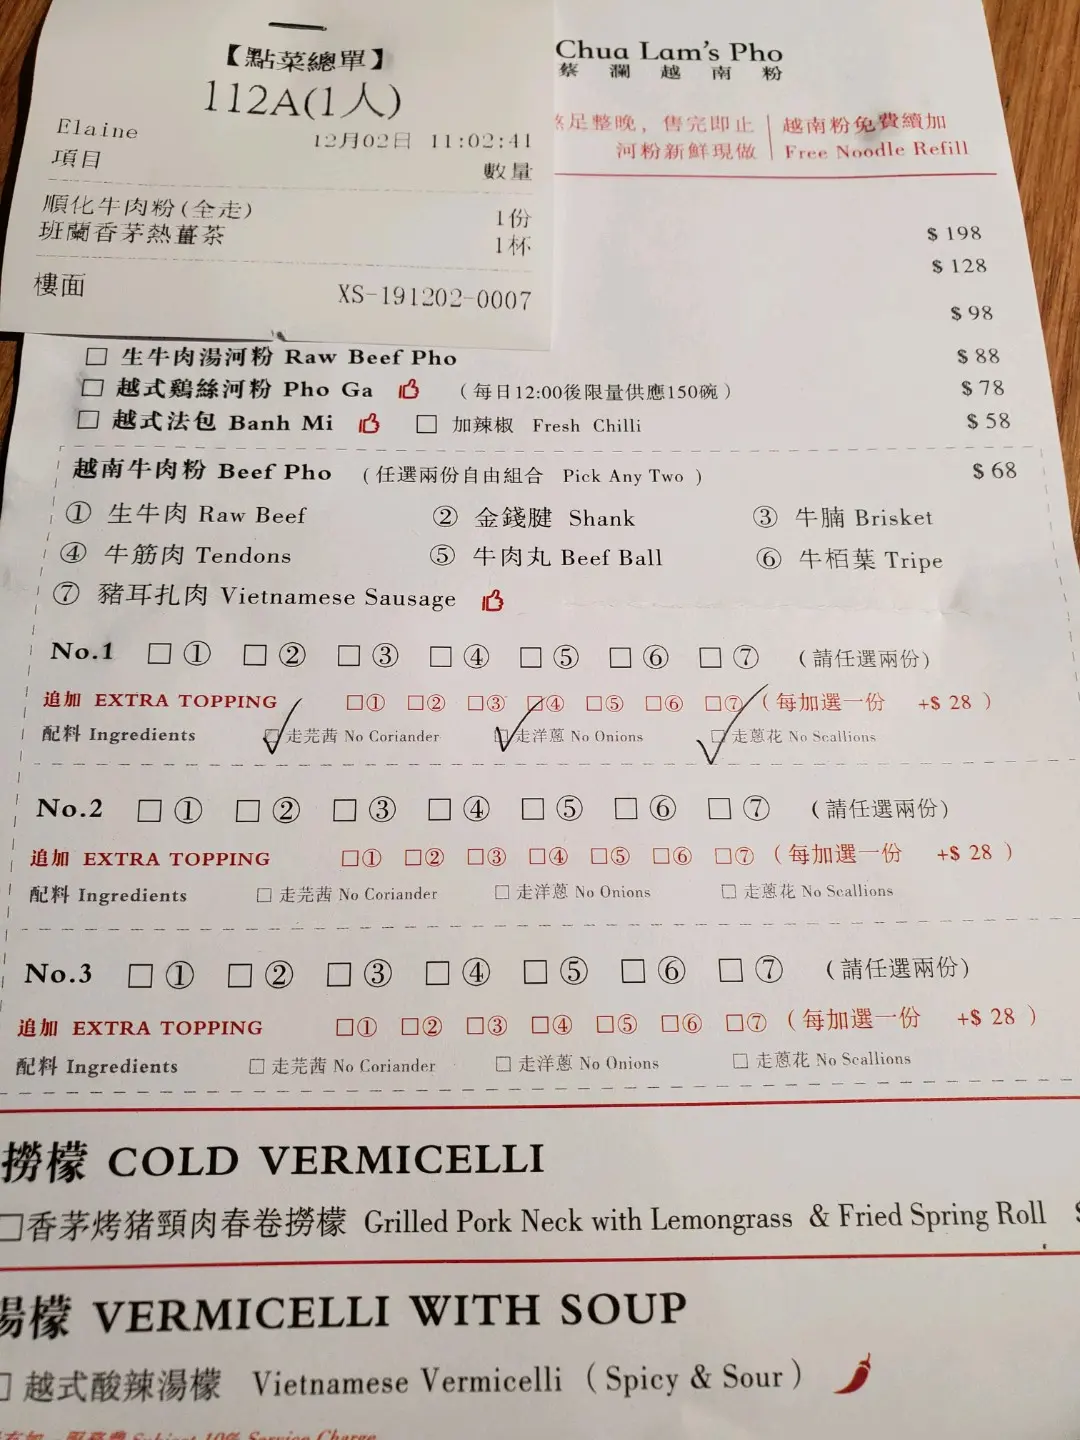 【點菜總單】
112A(1人)
Elaine
12月02日 11:02:41
項目 數量
順化牛肉粉(全走) 1份
班蘭香茅熱薑茶 1杯
樓面 XS-191202-0007
Chua Lam's Pho
蔡瀾越南粉
足整晚，售完即止
河粉新鮮現做
越南粉免費續加
Free Noodle Refill
$ 198
$ 128
$ 98
□ 生牛肉湯河粉 Raw Beef Pho $ 88
□ 越式鷄絲河粉 Pho Ga （每日12:00後限量供應150碗） $ 78
□ 越式法包 Banh Mi □ 加辣椒 Fresh Chilli $ 58
越南牛肉粉 Beef Pho （任選兩份自由組合 Pick Any Two） $ 68
① 生牛肉 Raw Beef ② 金錢腱 Shank ③ 牛腩 Brisket
④ 牛筋肉 Tendons ⑤ 牛肉丸 Beef Ball ⑥ 牛栢葉 Tripe
⑦ 豬耳扎肉 Vietnamese Sausage
No.1 □ ① □ ② □ ③ □ ④ □ ⑤ □ ⑥ □ ⑦ （請任選兩份）
追加 EXTRA TOPPING □① □② □③ □④ □⑤ □⑥ □⑦ （每加選一份 +$ 28 ）
配料 Ingredients ☑ 走芫茜 No Coriander ☑ 走洋蔥 No Onions ☑ 走蔥花 No Scallions
No.2 □ ① □ ② □ ③ □ ④ □ ⑤ □ ⑥ □ ⑦ （請任選兩份）
追加 EXTRA TOPPING □① □② □③ □④ □⑤ □⑥ □⑦ （每加選一份 +$ 28 ）
配料 Ingredients □ 走芫茜 No Coriander □ 走洋蔥 No Onions □ 走蔥花 No Scallions
No.3 □ ① □ ② □ ③ □ ④ □ ⑤ □ ⑥ □ ⑦ （請任選兩份）
追加 EXTRA TOPPING □① □② □③ □④ □⑤ □⑥ □⑦ （每加選一份 +$ 28 ）
配料 Ingredients □ 走芫茜 No Coriander □ 走洋蔥 No Onions □ 走蔥花 No Scallions
撈檬 COLD VERMICELLI
□香茅烤猪頸肉春卷撈檬 Grilled Pork Neck with Lemongrass & Fried Spring Roll $
湯檬 VERMICELLI WITH SOUP
□ 越式酸辣湯檬 Vietnamese Vermicelli （Spicy & Sour）
服務費 Subject 10% Service Charge